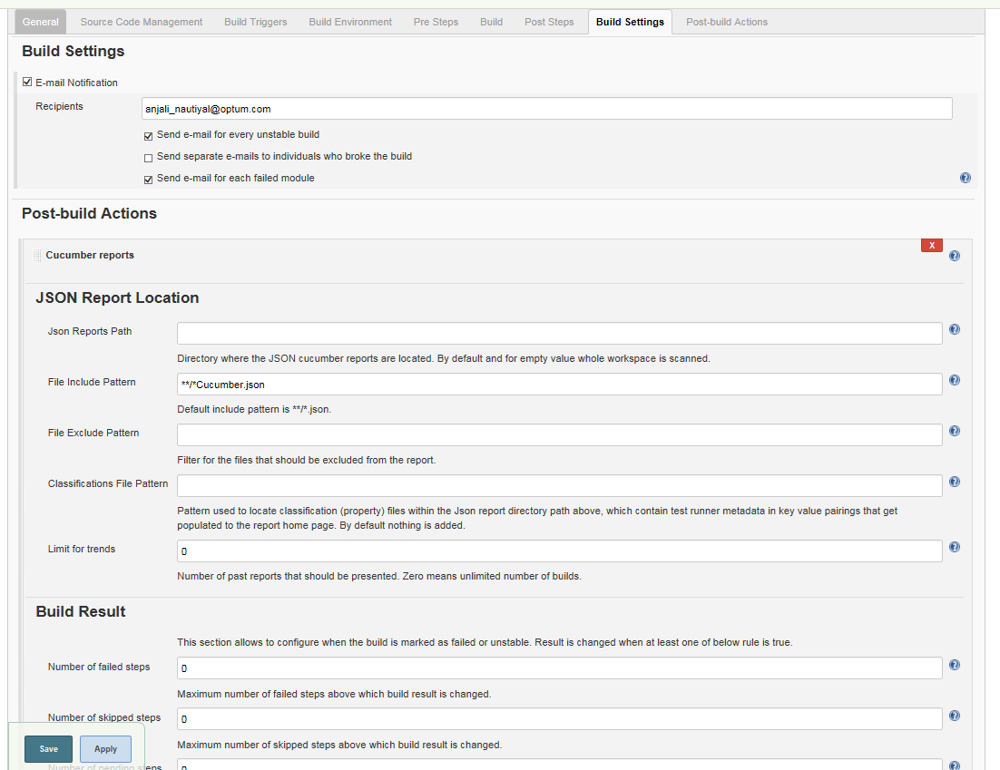 General Source Code Management Build Triggers Build Environment Pre Steps Build Post Steps Build Settings Post-build Actions
Build Settings
E-mail Notification
Recipients anjali_nautiyal@optum.com
Send e-mail for every unstable build
Send separate e-mails to individuals who broke the build
Send e-mail for each failed module
Post-build Actions
X
Cucumber reports
JSON Report Location
Json Reports Path
Directory where the JSON cucumber reports are located. By default and for empty value whole workspace is scanned.
File Include Pattern **/*Cucumber.json
Default include pattern is **/*.json.
File Exclude Pattern
Filter for the files that should be excluded from the report.
Classifications File Pattern
Pattern used to locate classification (property) files within the Json report directory path above, which contain test runner metadata in key value pairings that get
populated to the report home page. By default nothing is added.
Limit for trends 0
Number of past reports that should be presented. Zero means unlimited number of builds.
Build Result
This section allows to configure when the build is marked as failed or unstable. Result is changed when at least one of below rule is true.
Number of failed steps 0
Maximum number of failed steps above which build result is changed.
Number of skipped steps 0
Maximum number of skipped steps above which build result is changed.
Save Apply
Number of pending steps 0